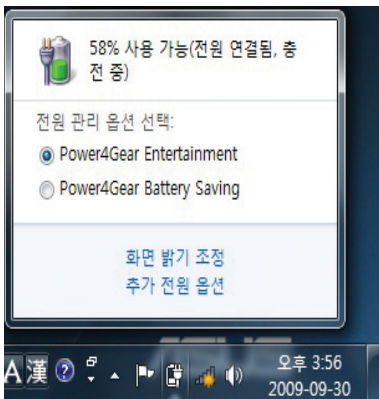 58% 사용 가능(전원 연결됨, 충
전 중)
전원 관리 옵션 선택:
Power4Gear Entertainment
Power4Gear Battery Saving
화면 밝기 조정
추가 전원 옵션
A 漢 ?
오후 3:56
2009-09-30